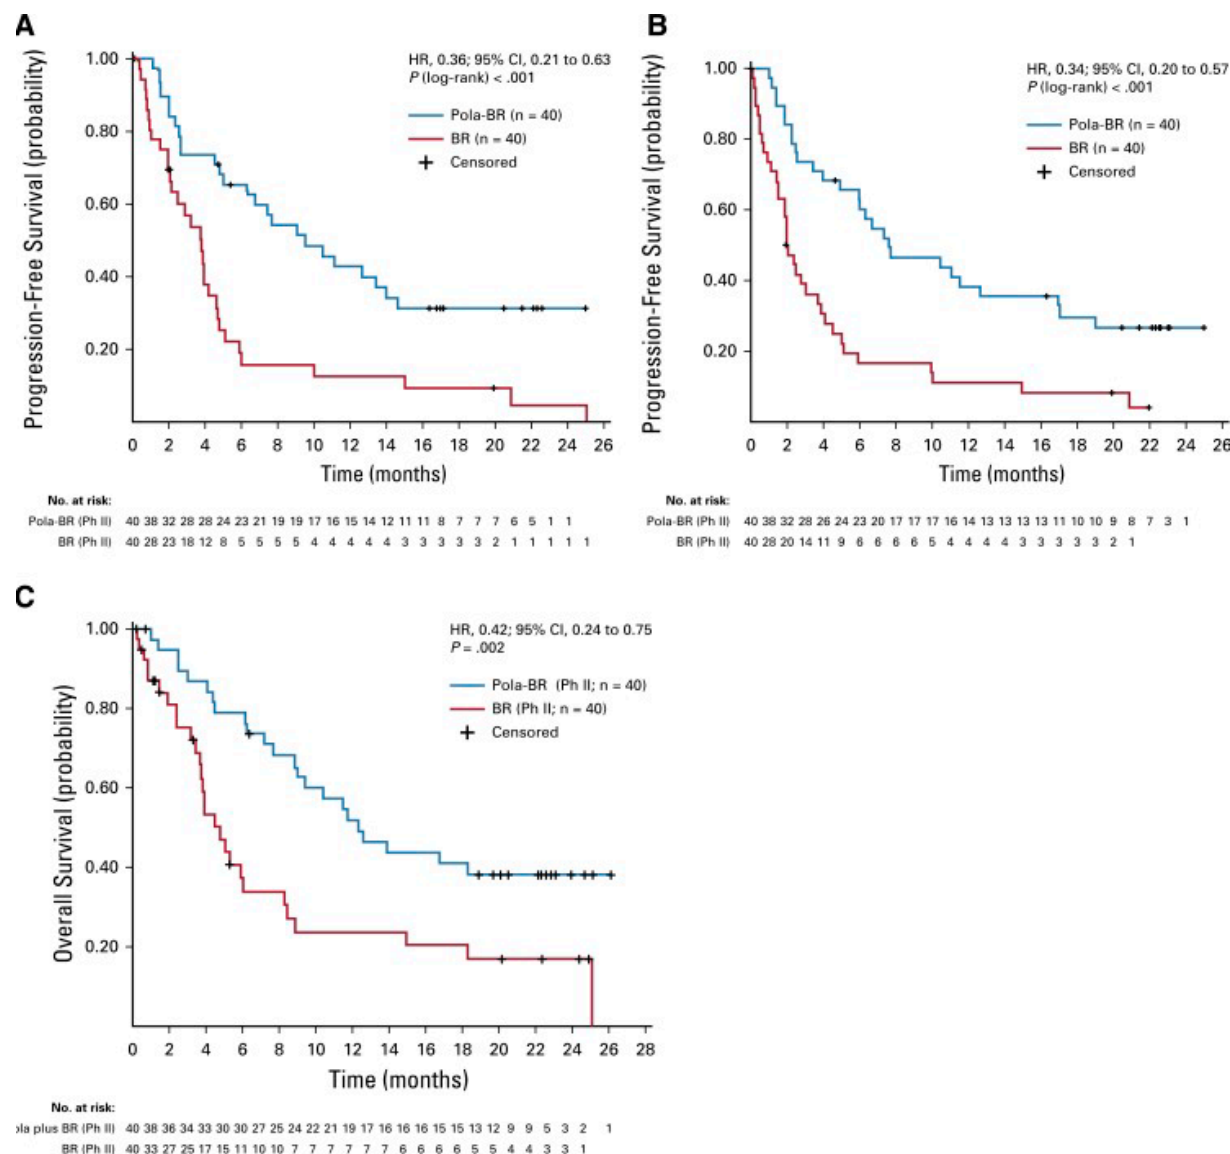 A
Progression-Free Survival (probability)
1.00
0.80
0.60
0.40
0.20
HR, 0.36; 95% CI, 0.21 to 0.63
P (log-rank) < .001
Pola-BR (n = 40)
BR (n = 40)
Censored
0 2 4 6 8 10 12 14 16 18 20 22 24 26
Time (months)
No. at risk:
Pola-BR (Ph II) 40 38 32 28 28 24 23 21 19 19 17 16 15 14 12 11 11 8 7 7 7 6 5 1 1
BR (Ph II) 40 28 23 18 12 8 5 5 5 5 4 4 4 4 4 3 3 3 3 3 2 1 1 1 1 1
B
Progression-Free Survival (probability)
1.00
0.80
0.60
0.40
0.20
HR, 0.34; 95% CI, 0.20 to 0.57
P (log-rank) < .001
Pola-BR (n = 40)
BR (n = 40)
Censored
0 2 4 6 8 10 12 14 16 18 20 22 24 26
Time (months)
No. at risk:
Pola-BR (Ph II) 40 38 32 28 26 24 23 20 17 17 17 16 14 13 13 13 13 11 10 10 9 8 7 3 1
BR (Ph II) 40 28 20 14 11 9 6 6 6 6 5 4 4 4 4 3 3 3 3 3 2 1
C
Overall Survival (probability)
1.00
0.80
0.60
0.40
0.20
HR, 0.42; 95% CI, 0.24 to 0.75
P = .002
Pola-BR (Ph II; n = 40)
BR (Ph II; n = 40)
Censored
0 2 4 6 8 10 12 14 16 18 20 22 24 26 28
Time (months)
No. at risk:
plus BR (Ph II) 40 38 36 34 33 30 30 27 25 24 22 21 19 17 16 16 16 15 15 13 12 9 9 5 3 2 1
BR (Ph II) 40 33 27 25 17 15 11 10 10 7 7 7 7 7 7 6 6 6 6 5 5 4 4 3 3 1